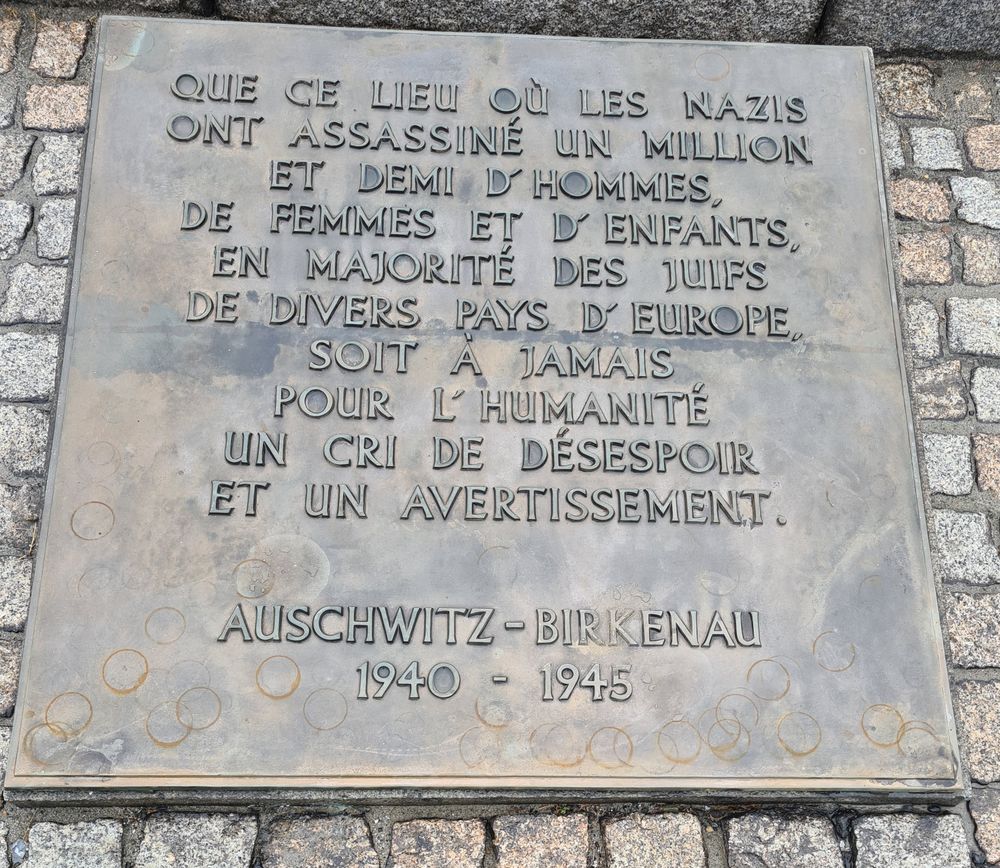 QUE CE LIEU OÙ LES NAZIS
ONT ASSASSINÉ UN MILLION
ET DEMI D'HOMMES,
DE FEMMES ET D'ENFANTS,
EN MAJORITÉ DES JUIFS
DE DIVERS PAYS D'EUROPE,
SOIT À JAMAIS
POUR L'HUMANITÉ
UN CRI DE DÉSESPOIR
ET UN AVERTISSEMENT.
AUSCHWITZ - BIRKENAU
1940 - 1945